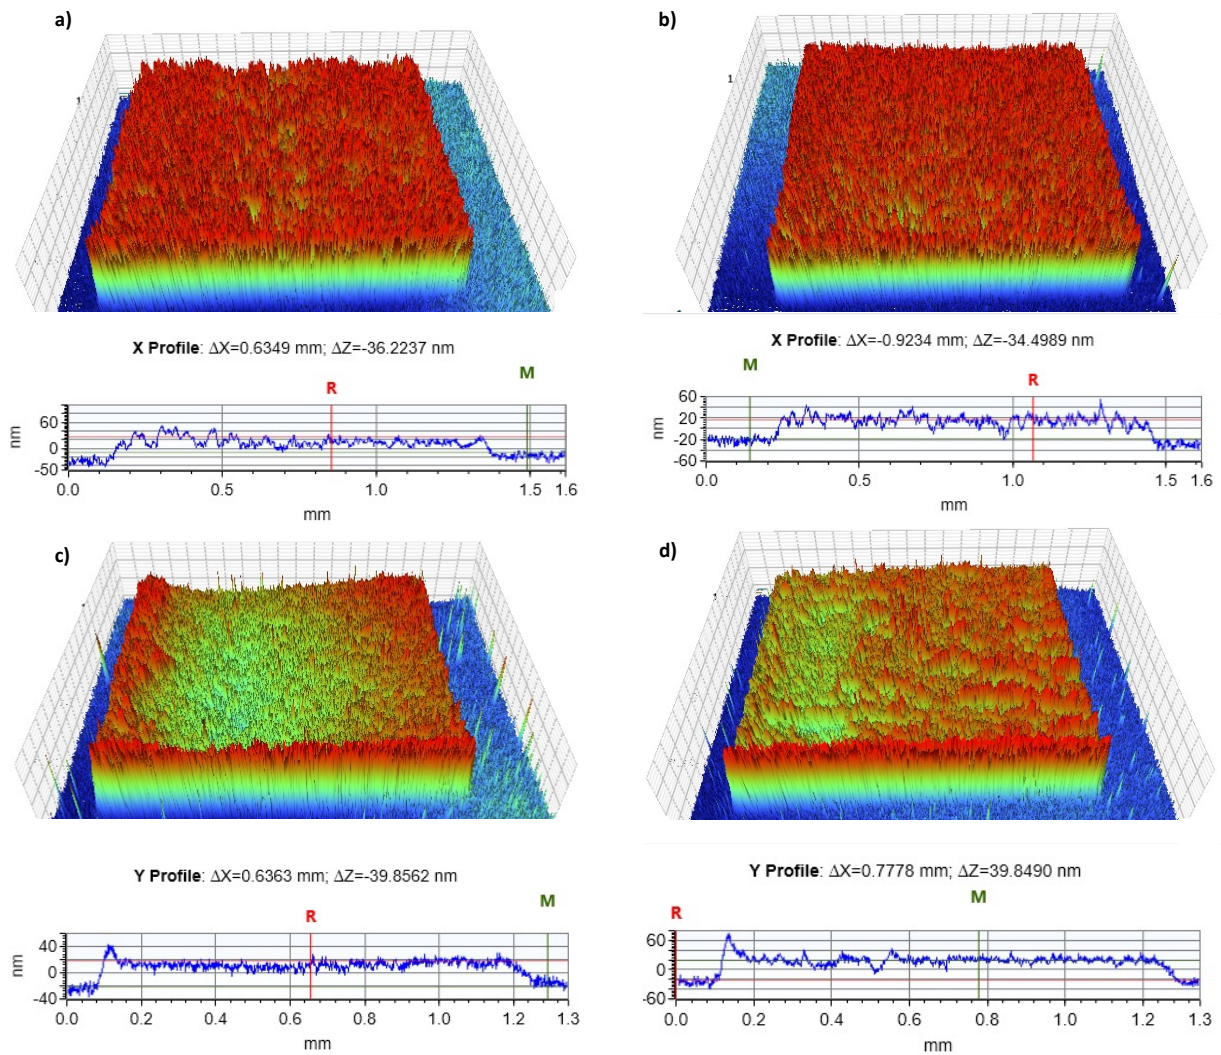 a)
1
X Profile: ΔX=0.6349 mm; ΔZ=-36.2237 nm
R
M
nm
60
0
-50
0.0 0.5 1.0 1.5 1.6
mm
b)
1
X Profile: ΔX=-0.9234 mm; ΔZ=-34.4989 nm
M
R
nm
60
20
-20
-60
0.0 0.5 1.0 1.5 1.6
mm
c)
Y Profile: ΔX=0.6363 mm; ΔZ=-39.8562 nm
R
M
nm
40
0
-40
0.0 0.2 0.4 0.6 0.8 1.0 1.3
mm
d)
Y Profile: ΔX=0.7778 mm; ΔZ=39.8490 nm
R
M
nm
60
0
-60
0.0 0.2 0.4 0.6 0.8 1.0 1.3
mm